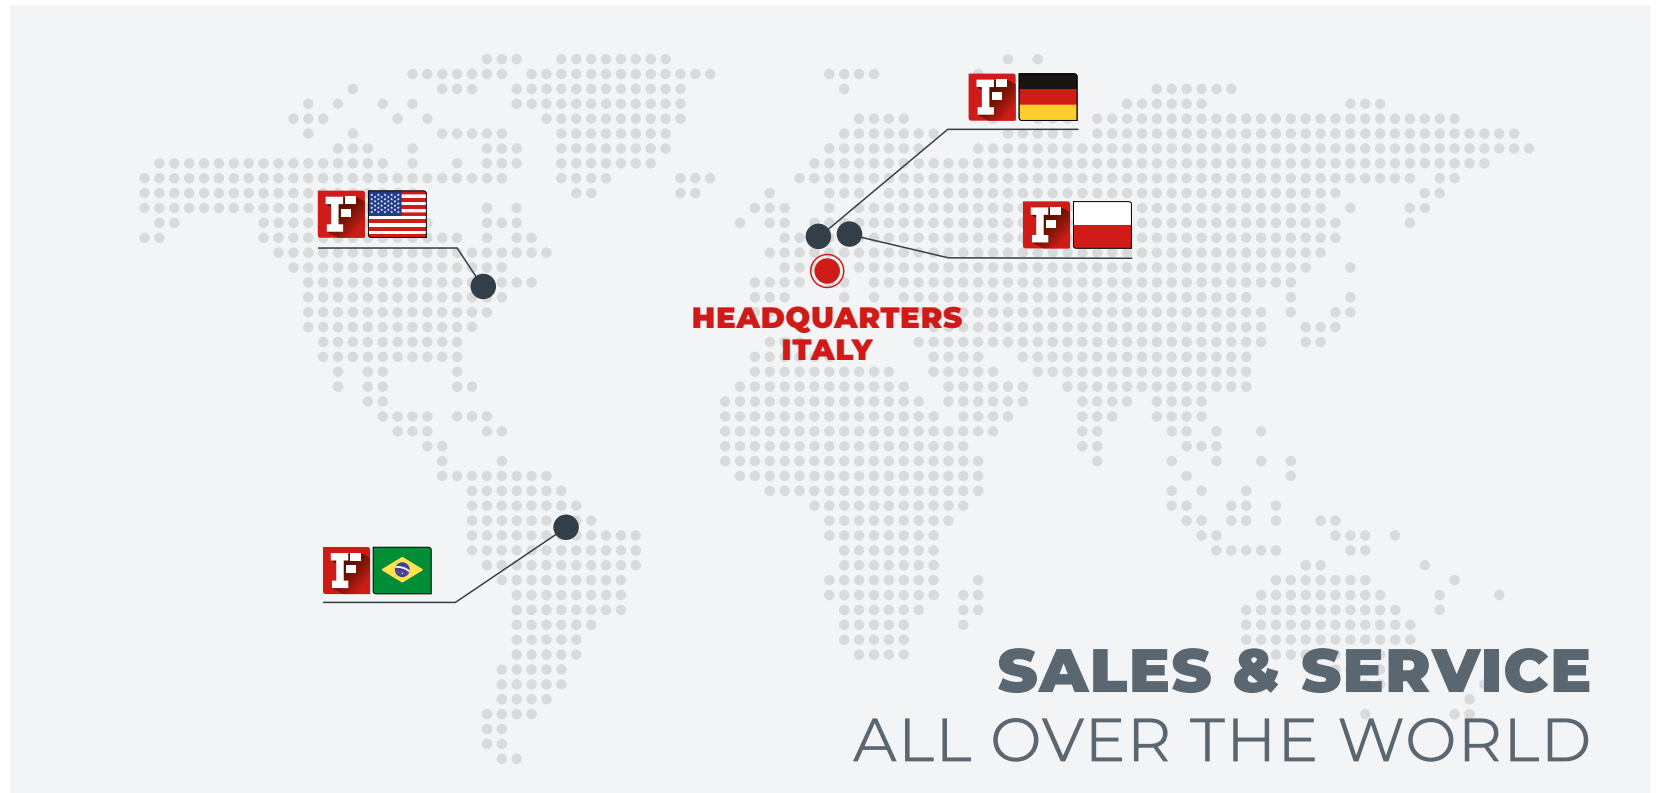 F
F
F
HEADQUARTERS
ITALY
F
SALES & SERVICE
ALL OVER THE WORLD